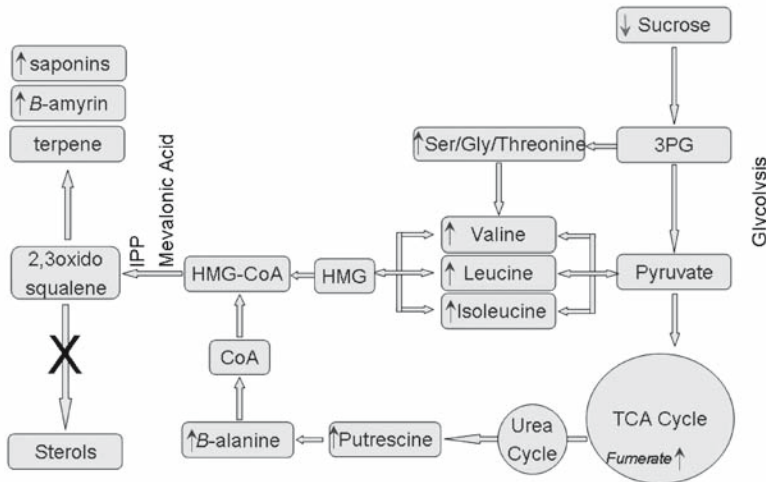 ↓ Sucrose
↑ saponins
↑ B-amyrin
terpene
↑ Ser/Gly/Threonine
3PG
Glycolysis
Mevalonic Acid
IPP
↑ Valine
2,3oxido
squalene
HMG-CoA
HMG
↑ Leucine
Pyruvate
↑ Isoleucine
CoA
X
TCA Cycle
Fumerate ↑
Urea
Cycle
↑ Putrescine
↑ B-alanine
Sterols